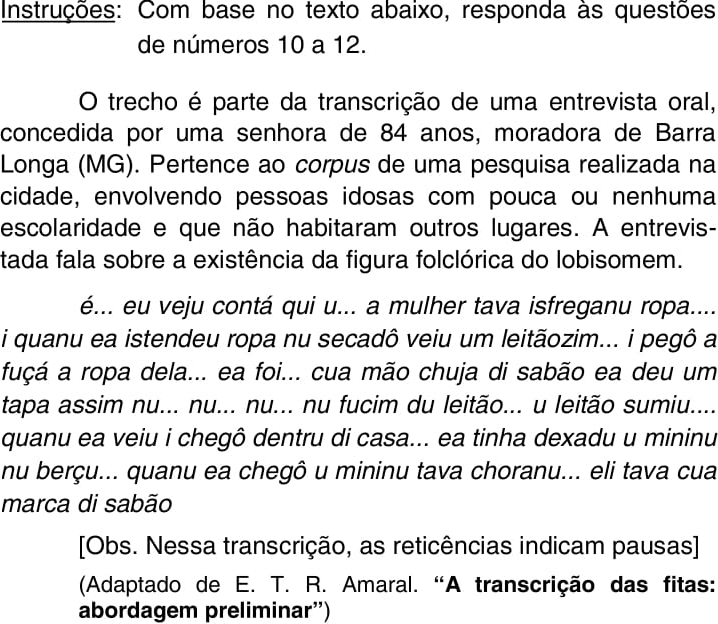 Instruções: Com base no texto abaixo, responda às questões
de números 10 a 12.
O trecho é parte da transcrição de uma entrevista oral,
concedida por uma senhora de 84 anos, moradora de Barra
Longa (MG). Pertence ao corpus de uma pesquisa realizada na
cidade, envolvendo pessoas idosas com pouca ou nenhuma
escolaridade e que não habitaram outros lugares. A entrevis-
tada fala sobre a existência da figura folclórica do lobisomem.
é... eu veju contá qui u... a mulher tava isfreganu ropa....
i quanu ea istendeu ropa nu secadô veiu um leitãozim... i pegô a
fuçá a ropa dela... ea foi... cua mão chuja di sabão ea deu um
tapa assim nu... nu... nu... nu fucim du leitão... u leitão sumiu....
quanu ea veiu i chegô dentru di casa... ea tinha dexadu u mininu
nu berçu... quanu ea chegô u mininu tava choranu... eli tava cua
marca di sabão
[Obs. Nessa transcrição, as reticências indicam pausas]
(Adaptado de E. T. R. Amaral. “A transcrição das fitas:
abordagem preliminar”)